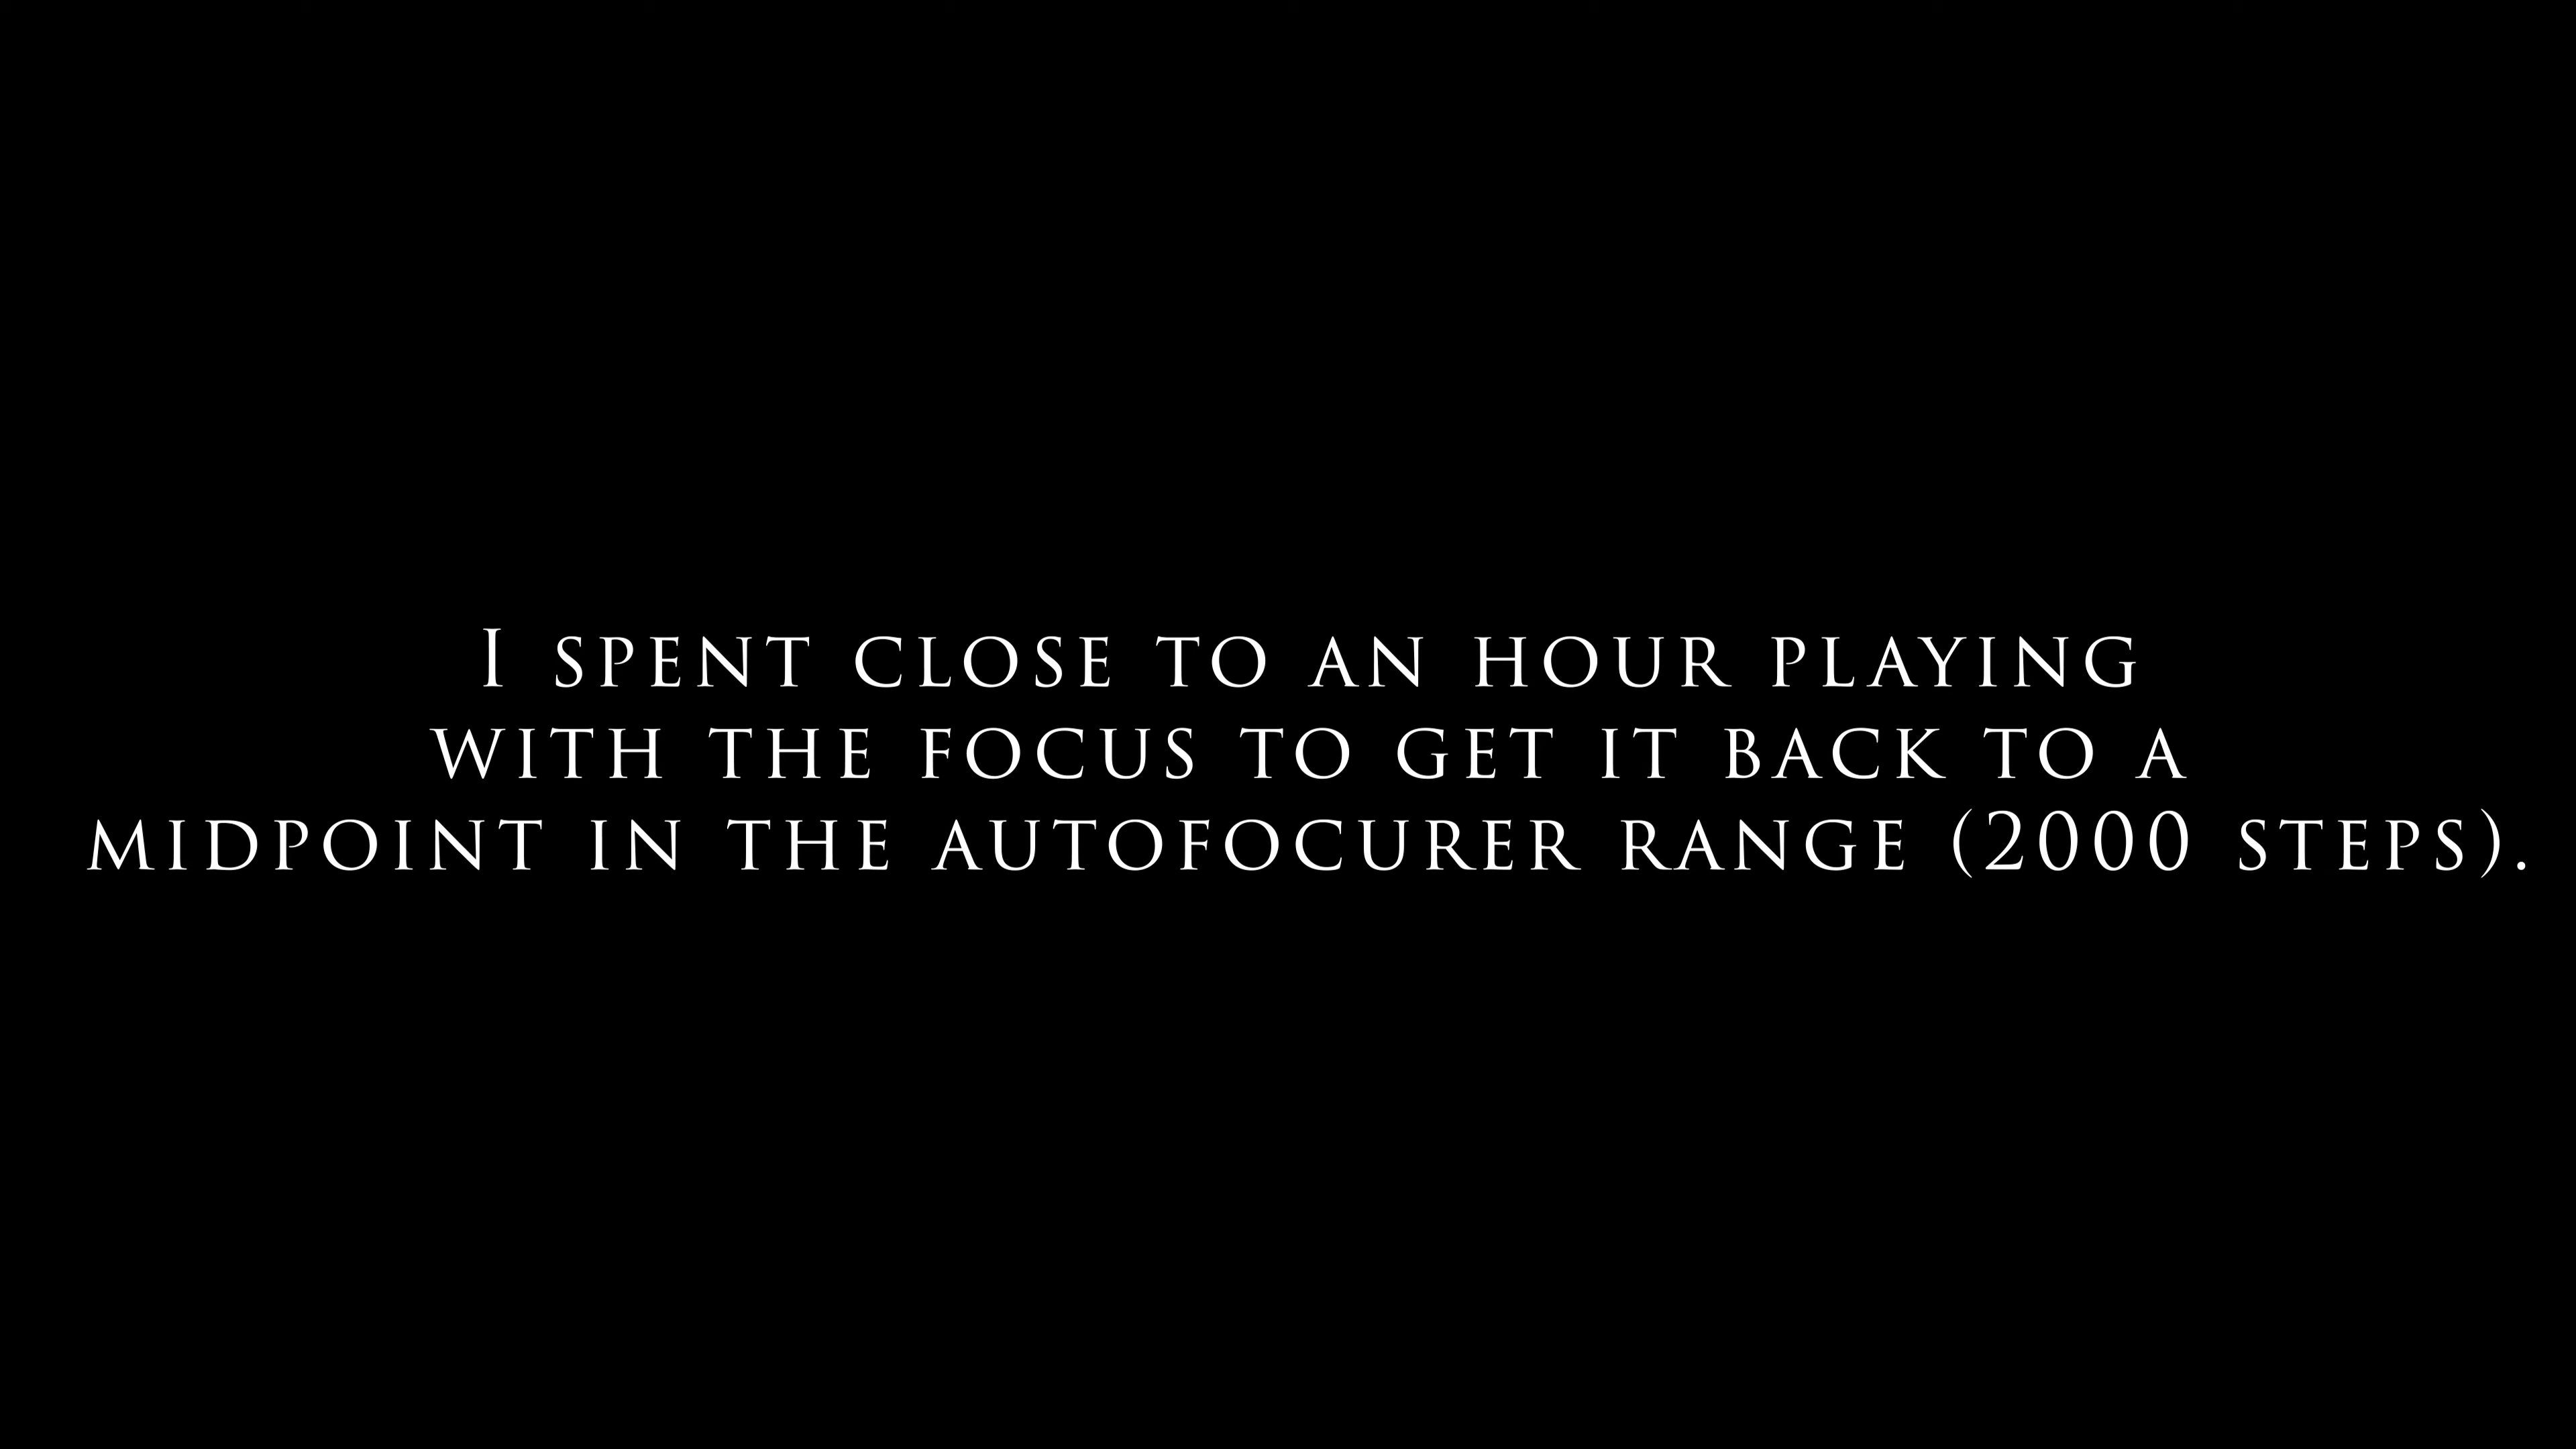 I spent close to an hour playing
with the focus to get it back to a
midpoint in the autofocurer range (2000 steps).